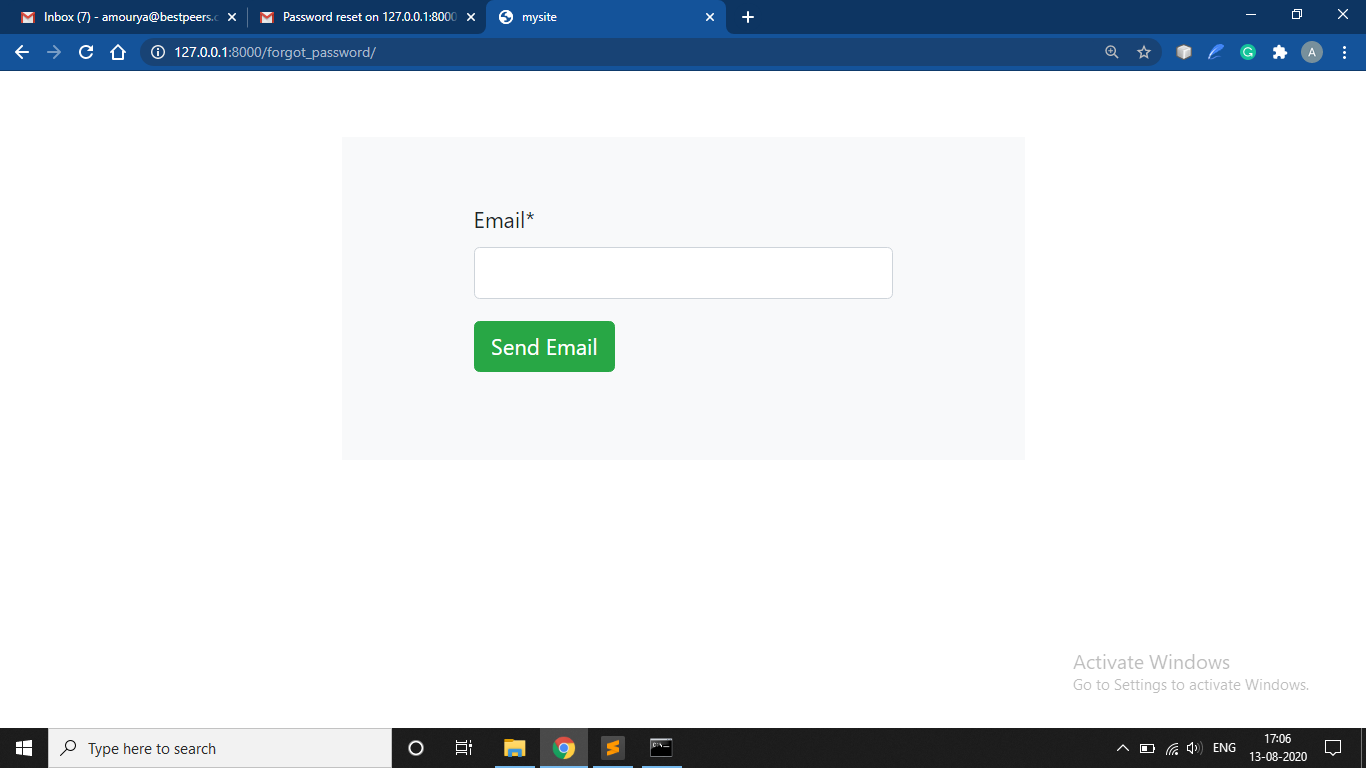 Inbox (7) - amourya@bestpeers.c
Password reset on 127.0.0.1:8000
mysite
127.0.0.1:8000/forgot_password/
A
Email*
Send Email
Activate Windows
Go to Settings to activate Windows.
Type here to search
ENG
17:06
13-08-2020